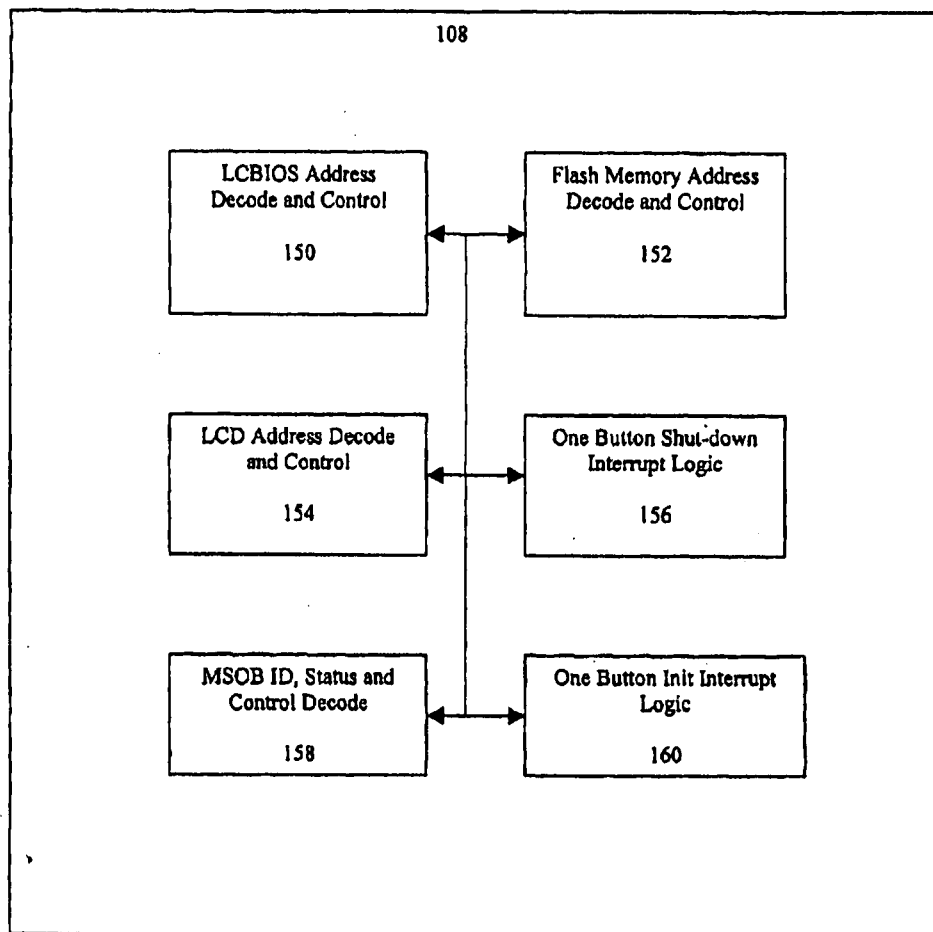 108
LCBIOS Address
Decode and Control
150
Flash Memory Address
Decode and Control
152
LCD Address Decode
and Control
154
One Button Shut-down
Interrupt Logic
156
MSOB ID, Status and
Control Decode
158
One Button Init Interrupt
Logic
160